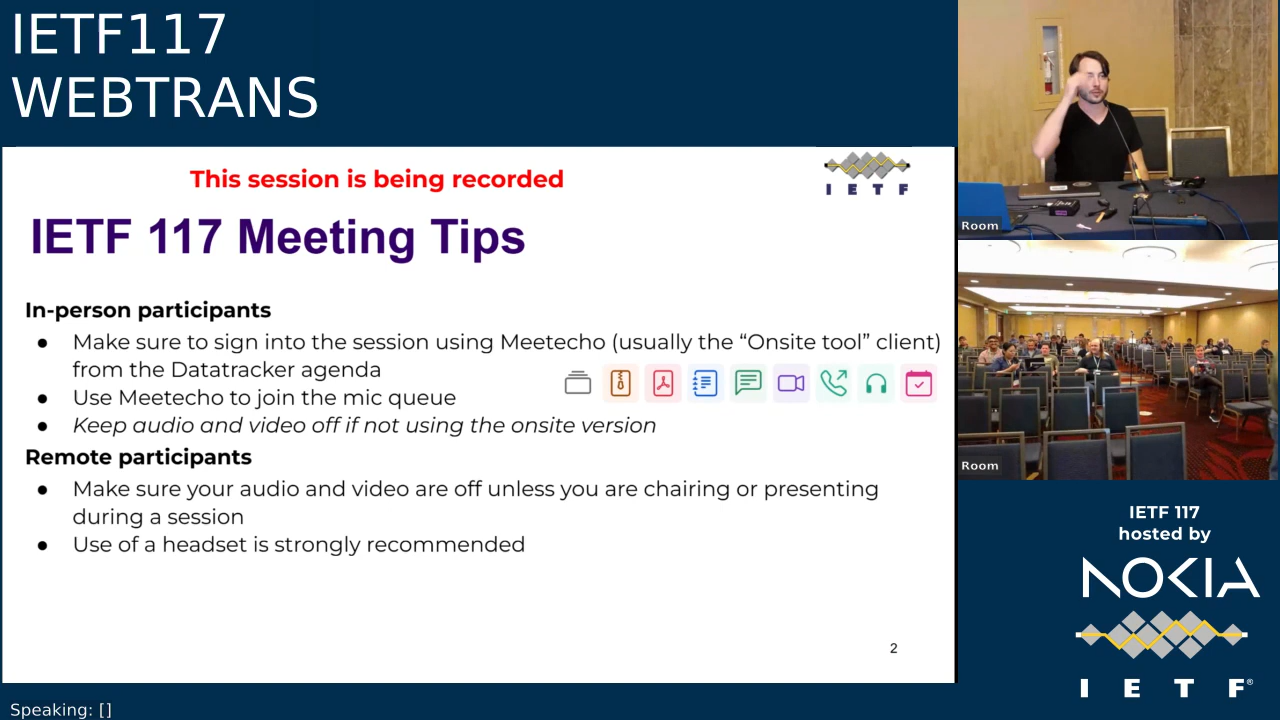 IETF117
WEBTRANS
This session is being recorded
I E T F
IETF 117 Meeting Tips
In-person participants
● Make sure to sign into the session using Meetecho (usually the “Onsite tool” client)
from the Datatracker agenda
● Use Meetecho to join the mic queue
● Keep audio and video off if not using the onsite version
Remote participants
● Make sure your audio and video are off unless you are chairing or presenting
during a session
● Use of a headset is strongly recommended
2
Room
Room
IETF 117
hosted by
NOKIA
I E T F®
Speaking: []